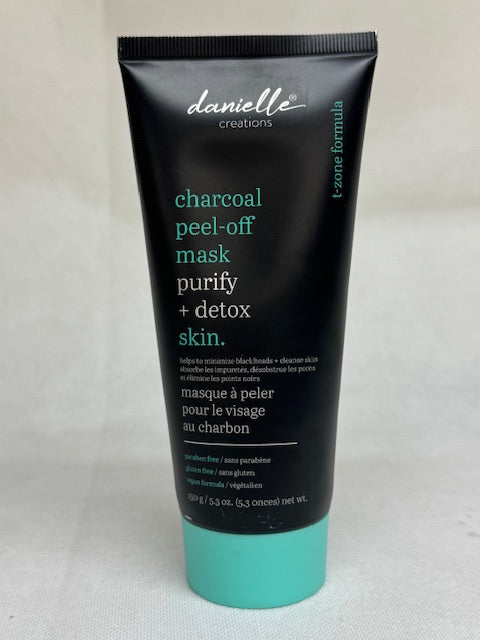 danielle®
creations
t-zone formula
charcoal
peel-off
mask
purify
+ detox
skin.
helps to minimize blackheads + cleanse skin
absorbe les impuretés, désobstrue les pores
et élimine les points noirs
masque à peler
pour le visage
au charbon
paraben free / sans parabène
gluten free / sans gluten
vegan formula / végétalien
150 g / 5.3 oz. (5.3 onces) net wt.